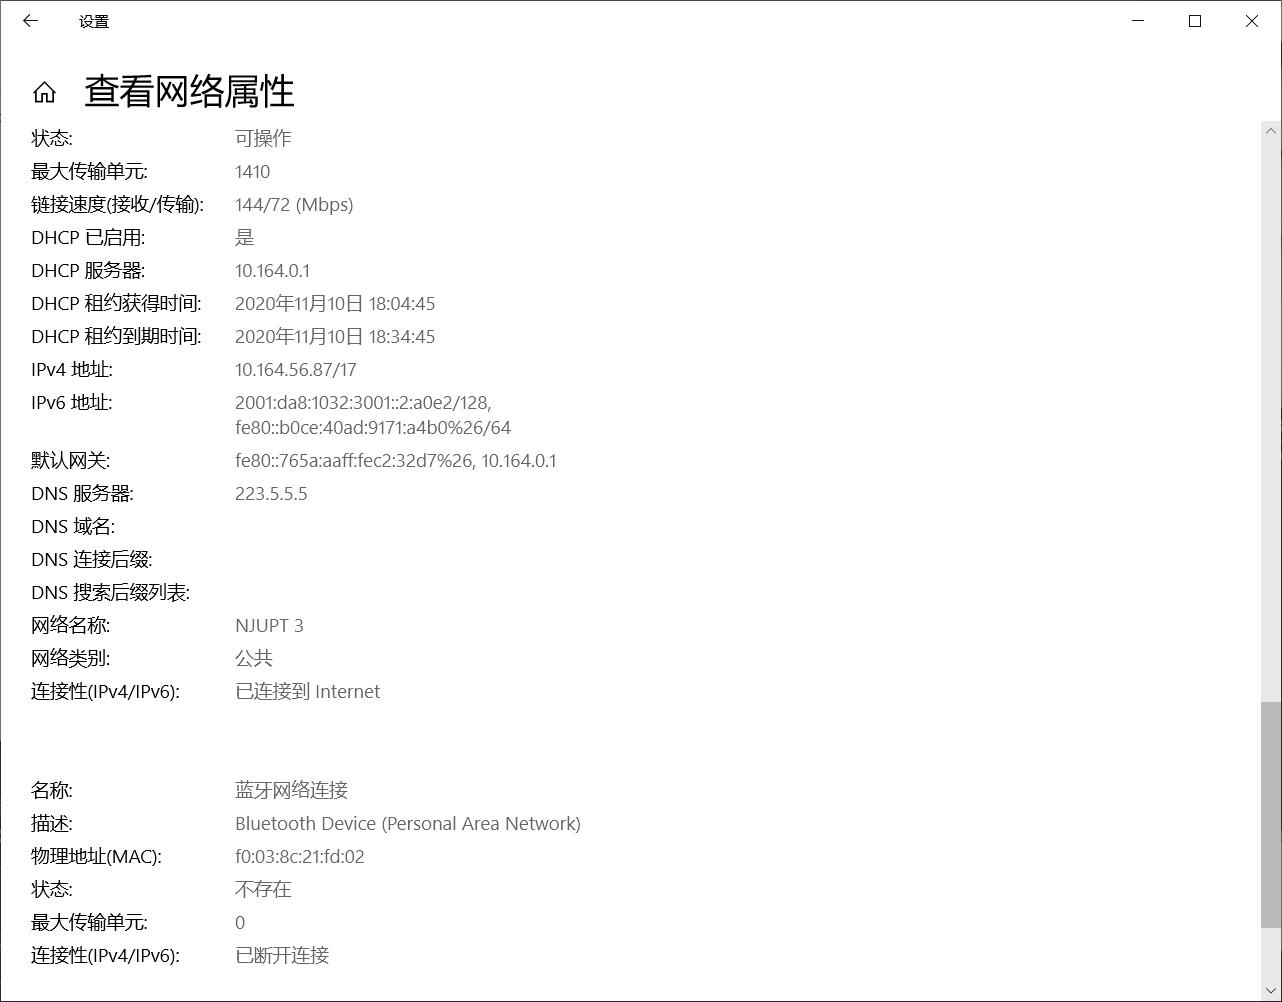 设置
查看网络属性
状态: 可操作
最大传输单元: 1410
链接速度(接收/传输): 144/72 (Mbps)
DHCP 已启用: 是
DHCP 服务器: 10.164.0.1
DHCP 租约获得时间: 2020年11月10日 18:04:45
DHCP 租约到期时间: 2020年11月10日 18:34:45
IPv4 地址: 10.164.56.87/17
IPv6 地址: 2001:da8:1032:3001::2:a0e2/128,
fe80::b0ce:40ad:9171:a4b0%26/64
默认网关: fe80::765a:aaff:fec2:32d7%26, 10.164.0.1
DNS 服务器: 223.5.5.5
DNS 域名:
DNS 连接后缀:
DNS 搜索后缀列表:
网络名称: NJUPT 3
网络类别: 公共
连接性(IPv4/IPv6): 已连接到 Internet
名称: 蓝牙网络连接
描述: Bluetooth Device (Personal Area Network)
物理地址(MAC): f0:03:8c:21:fd:02
状态: 不存在
最大传输单元: 0
连接性(IPv4/IPv6): 已断开连接